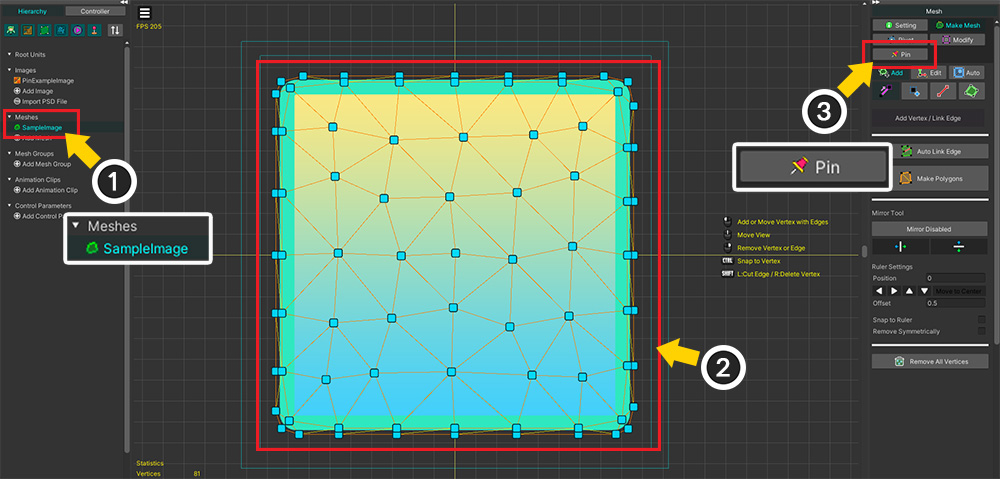 Hierarchy
Controller
Root Units
Images
PinExampleImage
Add Image
Import PSD File
Meshes
SampleImage
Add Mesh
Mesh Groups
Add Mesh Group
Animation Clips
Add Animation Clip
Control Parameters
Add Control P
1
Meshes
SampleImage
FPS 205
2
Statistics
Vertices 81
Add or Move Vertex with Edges
Move View
Remove Vertex or Edge
CTRL Snap to Vertex
SHIFT L:Cut Edge / R:Delete Vertex
3
Pin
Mesh
Setting
Make Mesh
Pivot
Modify
Pin
Add
Edit
Auto
Add Vertex / Link Edge
Auto Link Edge
Make Polygons
Mirror Tool
Mirror Disabled
Ruler Settings
Position 0
Move to Center
Offset 0.5
Snap to Ruler
Remove Symmetrically
Remove All Vertices